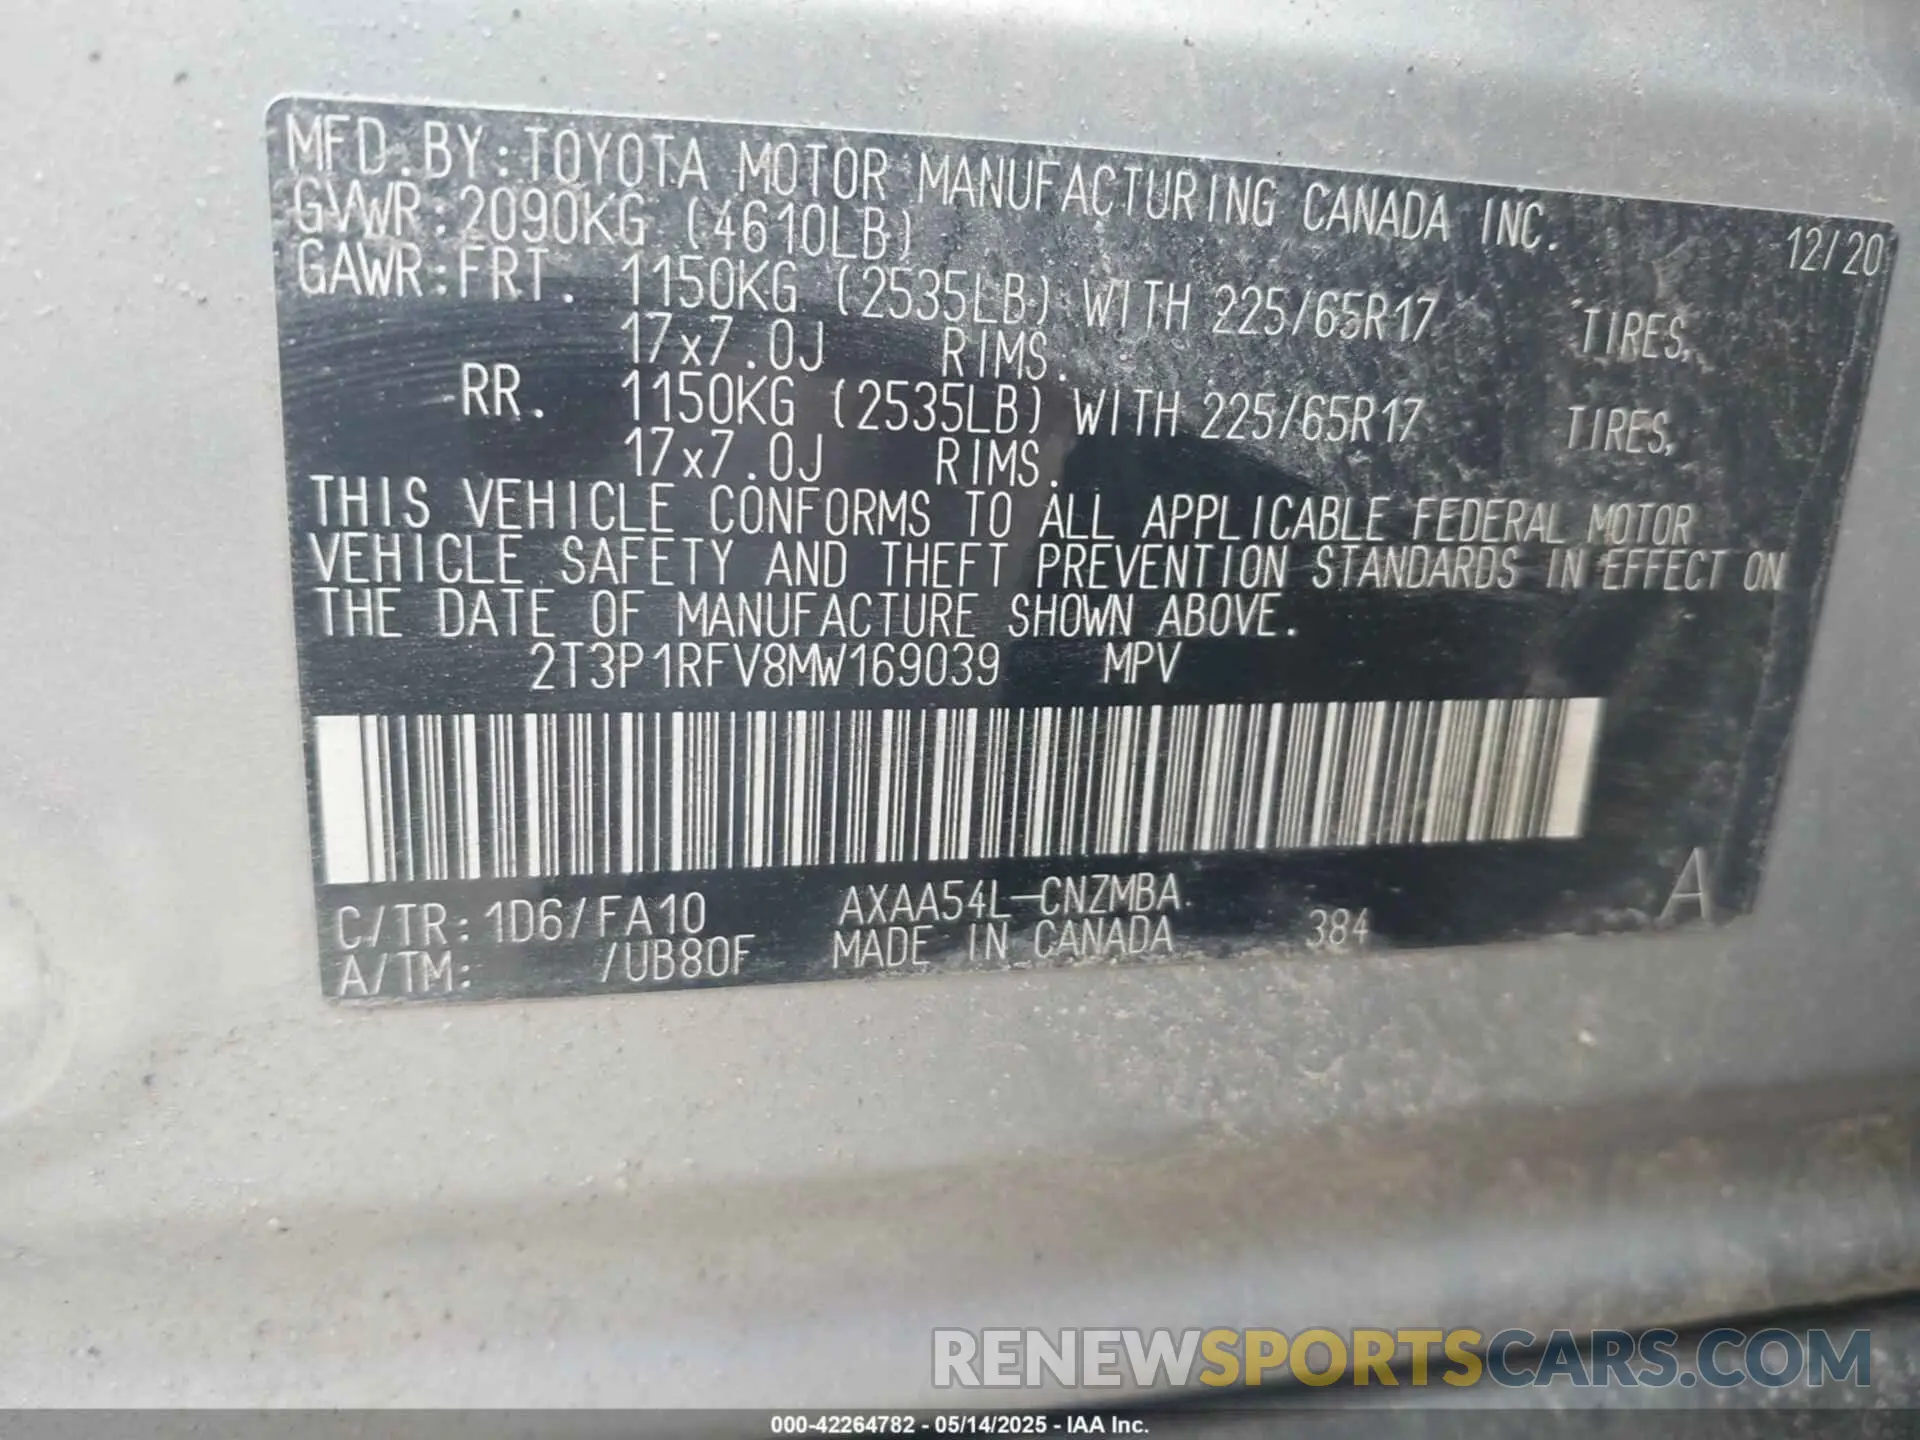 MFD.BY:TOYOTA MOTOR MANUFACTURING CANADA INC. 12/20
GVWR:2090KG (4610LB)
GAWR:FRT. 1150KG (2535LB) WITH 225/65R17 TIRES,
17x7.0J RIMS.
RR. 1150KG (2535LB) WITH 225/65R17 TIRES,
17x7.0J RIMS.
THIS VEHICLE CONFORMS TO ALL APPLICABLE FEDERAL MOTOR
VEHICLE SAFETY AND THEFT PREVENTION STANDARDS IN EFFECT ON
THE DATE OF MANUFACTURE SHOWN ABOVE.
2T3P1RFV8MW169039 MPV
C/TR:1D6/FA10 AXAA54L-CNZMBA A
A/TM: /UB80F MADE IN CANADA 384
RENEWSPORTSCARS.COM
000-42264782 - 05/14/2025 - IAA Inc.